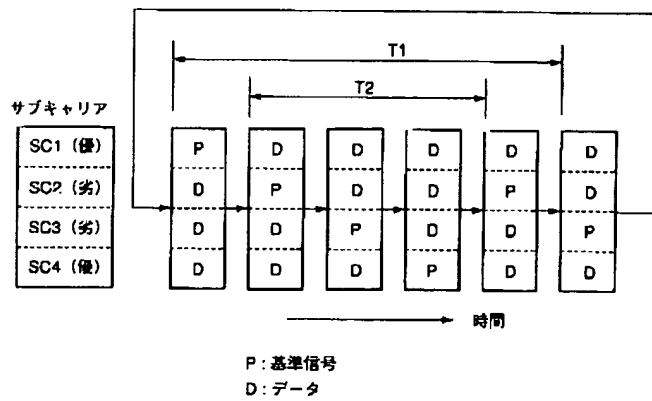 T1
T2
サブキャリア
SC1 (優) P D D D D D
SC2 (劣) D P D D P D
SC3 (劣) D D P D D P
SC4 (優) D D D P D D
時間
P : 基準信号
D : データ